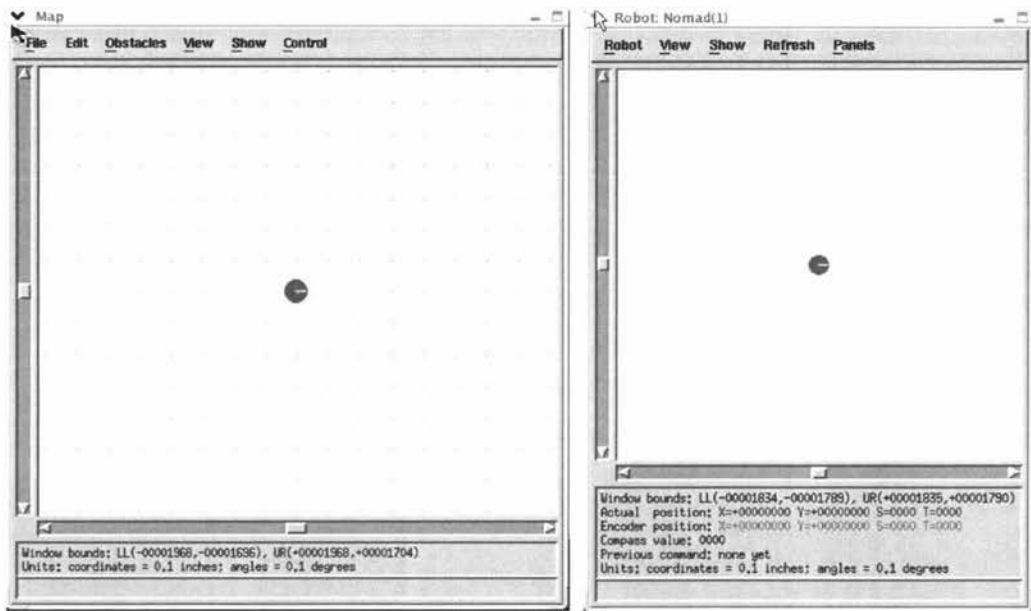 Map
File Edit Obstacles View Show Control
Window bounds: LL(-00001968,-00001696), UR(+00001968,+00001704)
Units: coordinates = 0.1 inches; angles = 0.1 degrees
Robot: Nomad(1)
Robot View Show Refresh Panels
Window bounds: LL(-00001834,-00001789), UR(+00001835,+00001790)
Actual position: X=+00000000 Y=+00000000 S=0000 T=0000
Encoder position: X=+00000000 Y=+00000000 S=0000 T=0000
Compass value: 0000
Previous command: none yet
Units: coordinates = 0.1 inches; angles = 0.1 degrees